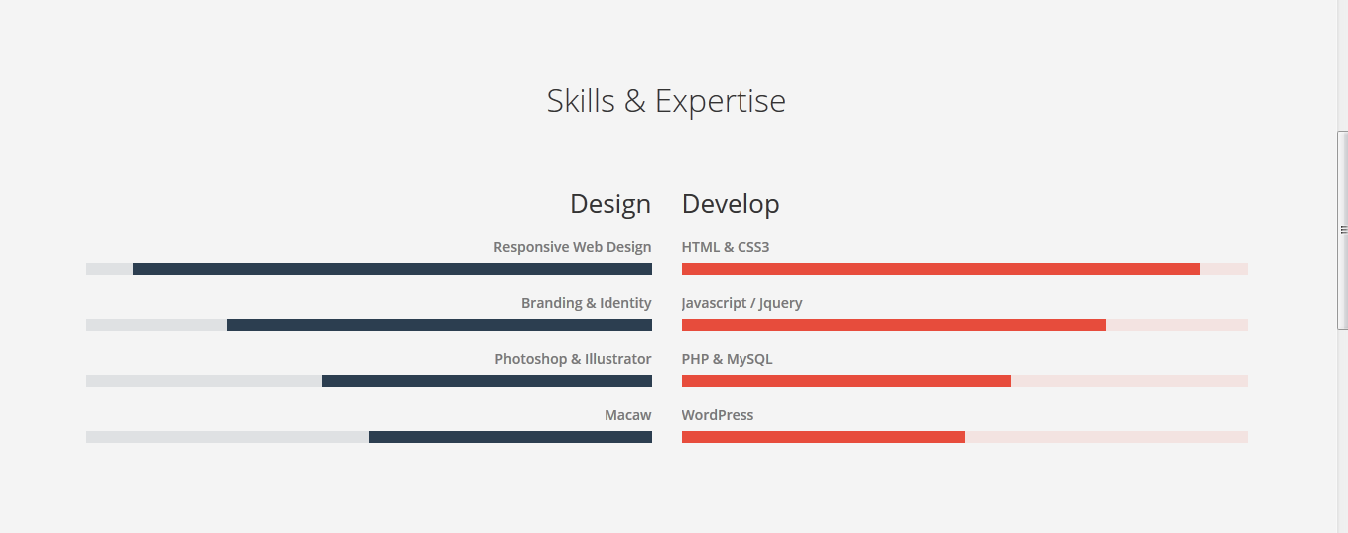 Skills & Expertise
Design
Responsive Web Design
Branding & Identity
Photoshop & Illustrator
Macaw
Develop
HTML & CSS3
Javascript / Jquery
PHP & MySQL
WordPress